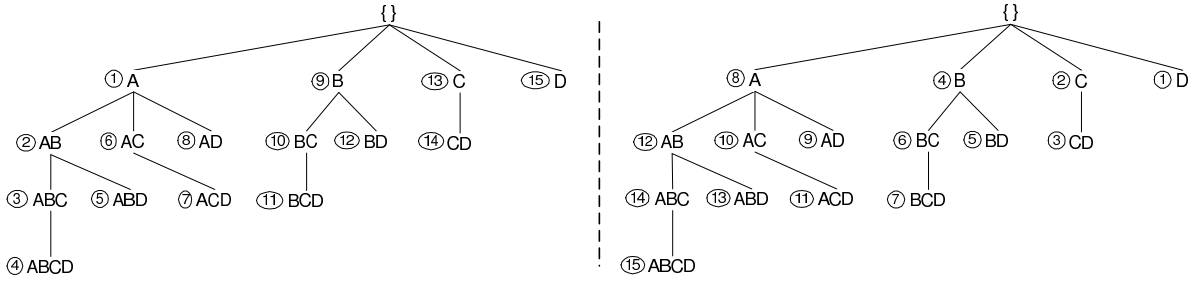 { } { }
① A ⑨ B ⑬ C ⑮ D ⑧ A ④ B ② C ① D
② AB ⑥ AC ⑧ AD ⑩ BC ⑫ BD ⑭ CD ⑫ AB ⑩ AC ⑨ AD ⑥ BC ⑤ BD ③ CD
③ ABC ⑤ ABD ⑦ ACD ⑪ BCD ⑭ ABC ⑬ ABD ⑪ ACD ⑦ BCD
④ ABCD ⑮ ABCD